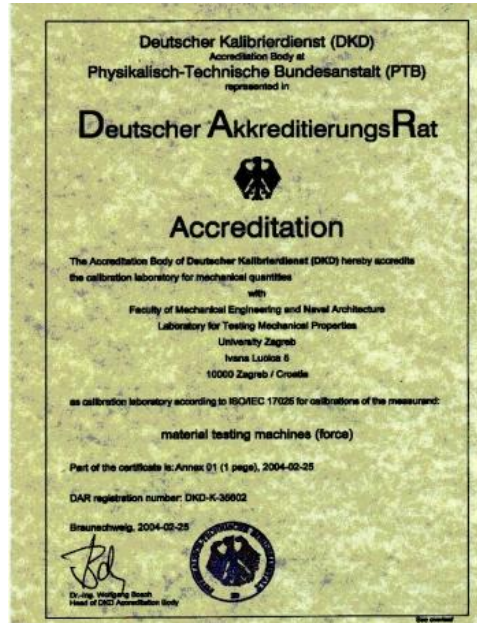 Deutscher Kalibrierdienst (DKD)
Accreditation Body at
Physikalisch-Technische Bundesanstalt (PTB)
represented in
Deutscher AkkreditierungsRat
Accreditation
The Accreditation Body of Deutscher Kalibrierdienst (DKD) hereby accredits
the calibration laboratory for mechanical quantities
with
Faculty of Mechanical Engineering and Naval Architecture
Laboratory for Testing Mechanical Properties
University Zagreb
Ivana Lucica 5
10000 Zagreb / Croatia
as calibration laboratory according to ISO/IEC 17025 for calibrations of the measurand:
material testing machines (force)
Part of the certificate is: Annex 01 (1 page), 2004-02-25
DAR registration number: DKD-K-35602
Braunschweig, 2004-02-25
Dr.-Ing. Wolfgang Bosch
Head of DKD Accreditation Body
See overleaf